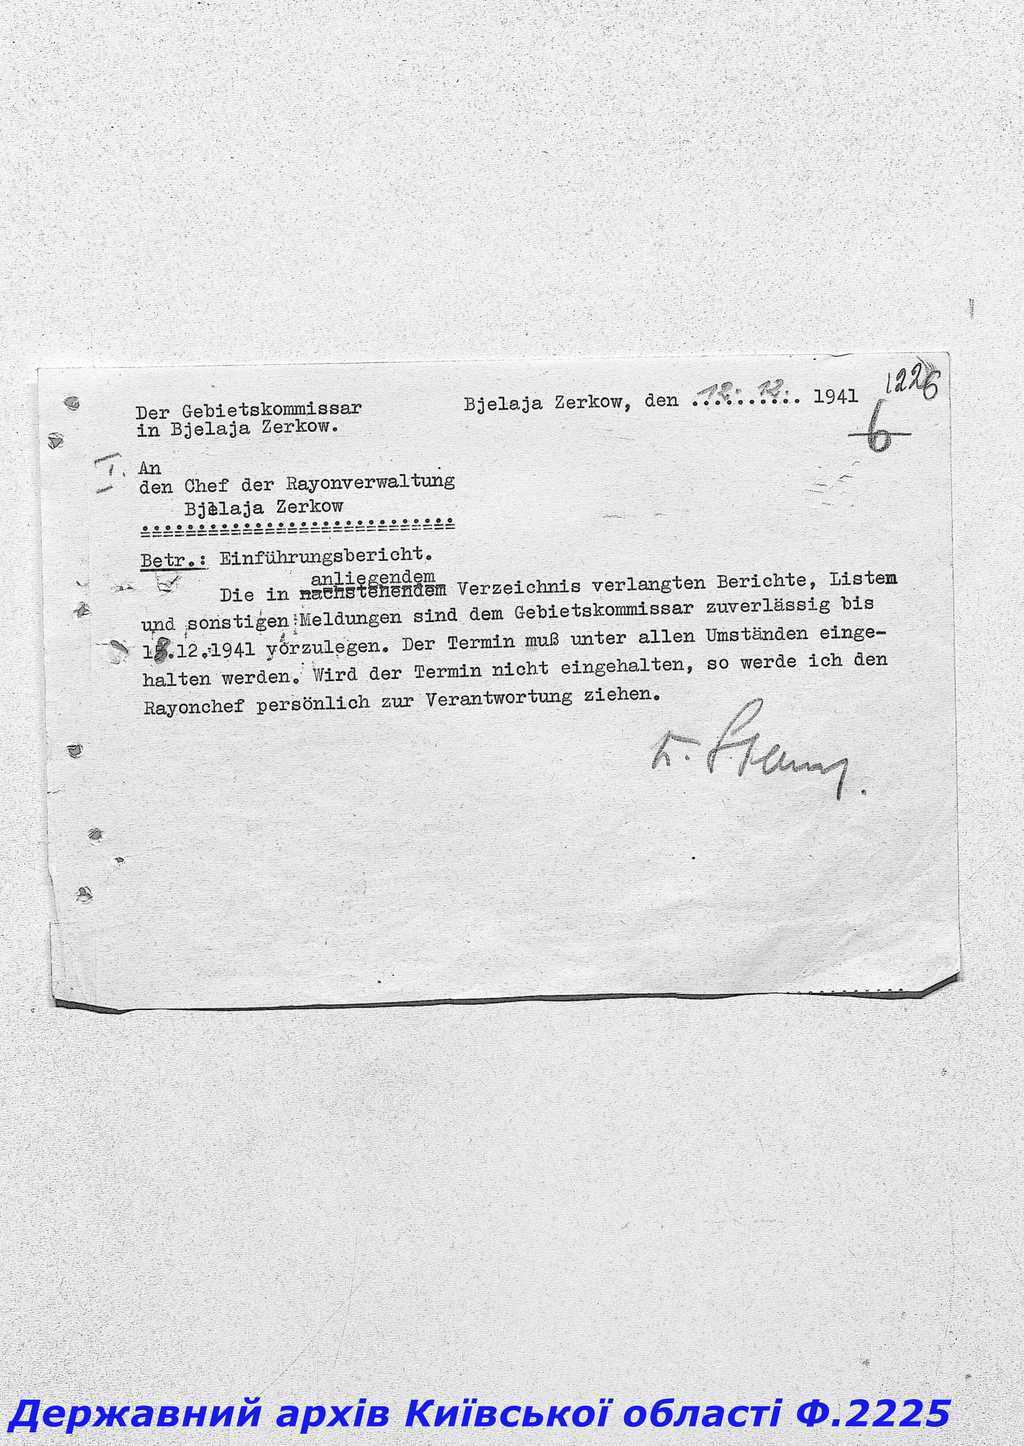 Der Gebietskommissar
in Bjelaja Zerkow.
Bjelaja Zerkow, den 12. 12. 1941
1226
6
I. An
den Chef der Rayonverwaltung
Bjelaja Zerkow
Betr.: Einführungsbericht.
anliegendem
Die in nachstehendem Verzeichnis verlangten Berichte, Listen
und sonstigen Meldungen sind dem Gebietskommissar zuverlässig bis
18.12.1941 vorzulegen. Der Termin muß unter allen Umständen einge-
halten werden. Wird der Termin nicht eingehalten, so werde ich den
Rayonchef persönlich zur Verantwortung ziehen.
Державний архів Київської області Ф.2225